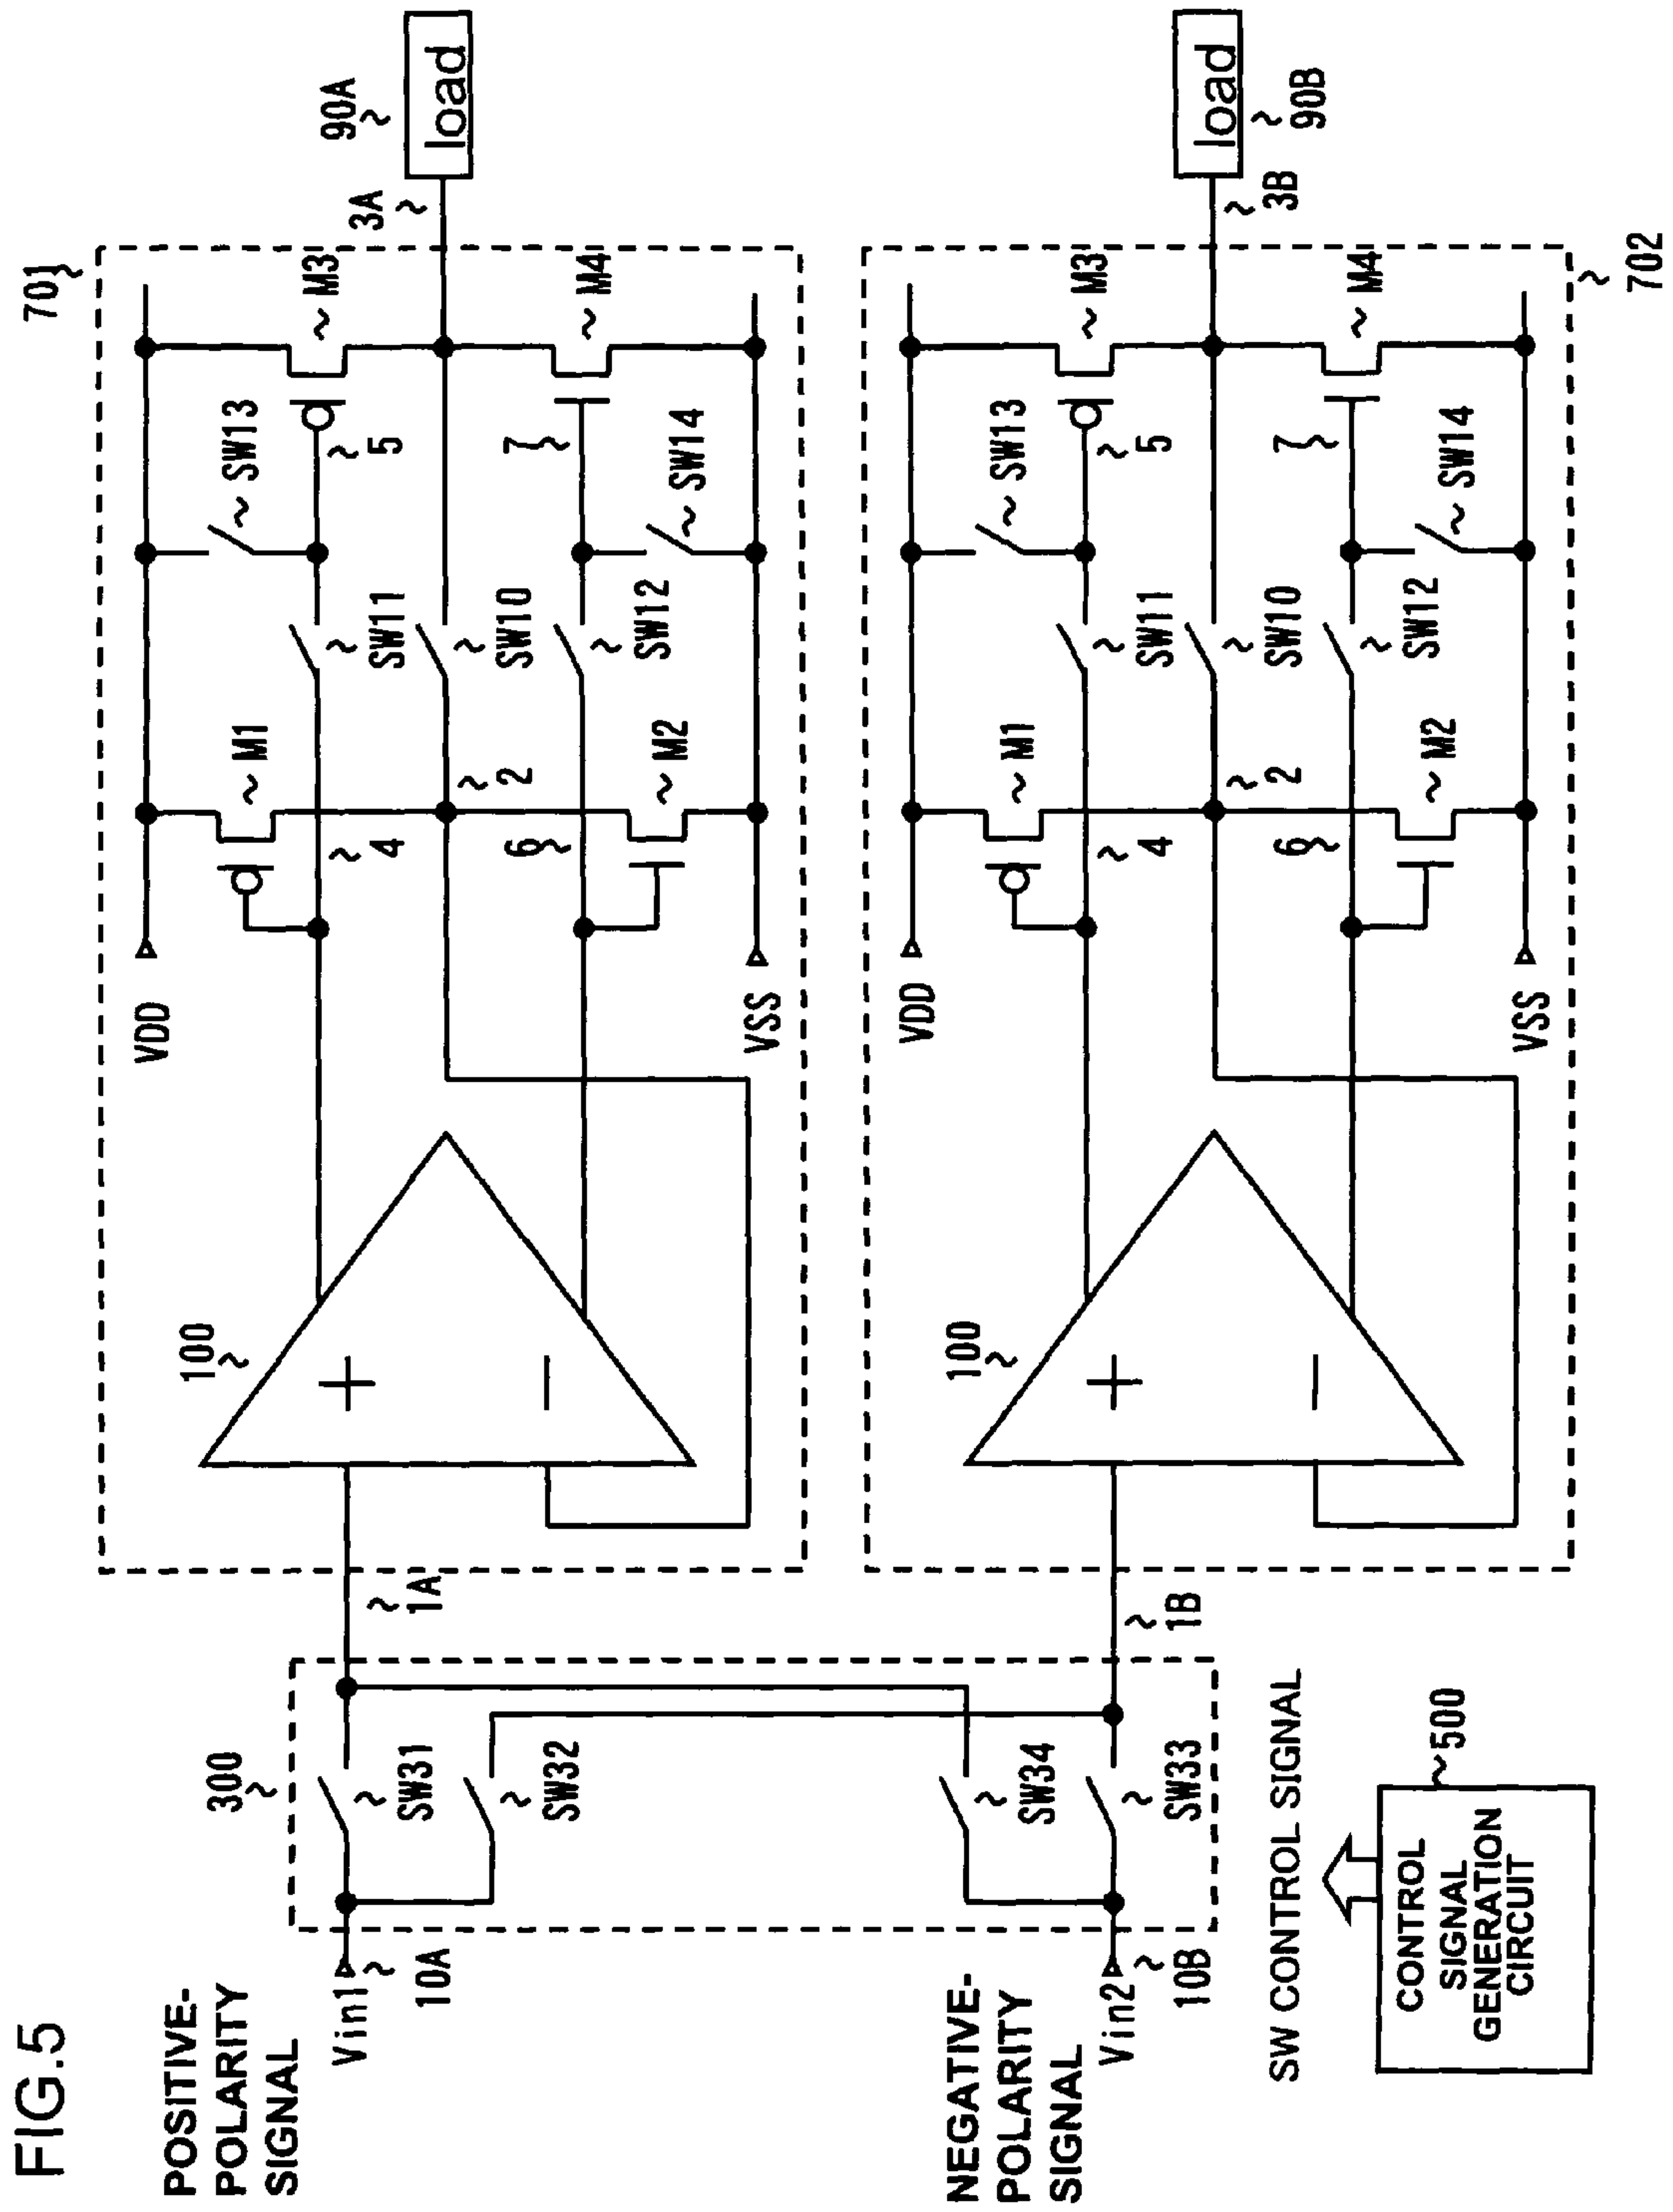 FIG.5
POSITIVE-
POLARITY
SIGNAL
Vin1
10A
300
SW31
SW32
1A
701
100
VDD
VSS
M1
4
2
6
M2
SW11
SW10
SW12
SW13
5
7
SW14
M3
M4
3A
90A
load
NEGATIVE-
POLARITY
SIGNAL
Vin2
10B
SW34
SW33
1B
100
VDD
VSS
M1
4
2
6
M2
SW11
SW10
SW12
SW13
5
7
SW14
M3
M4
702
3B
90B
load
SW CONTROL SIGNAL
500
CONTROL
SIGNAL
GENERATION
CIRCUIT